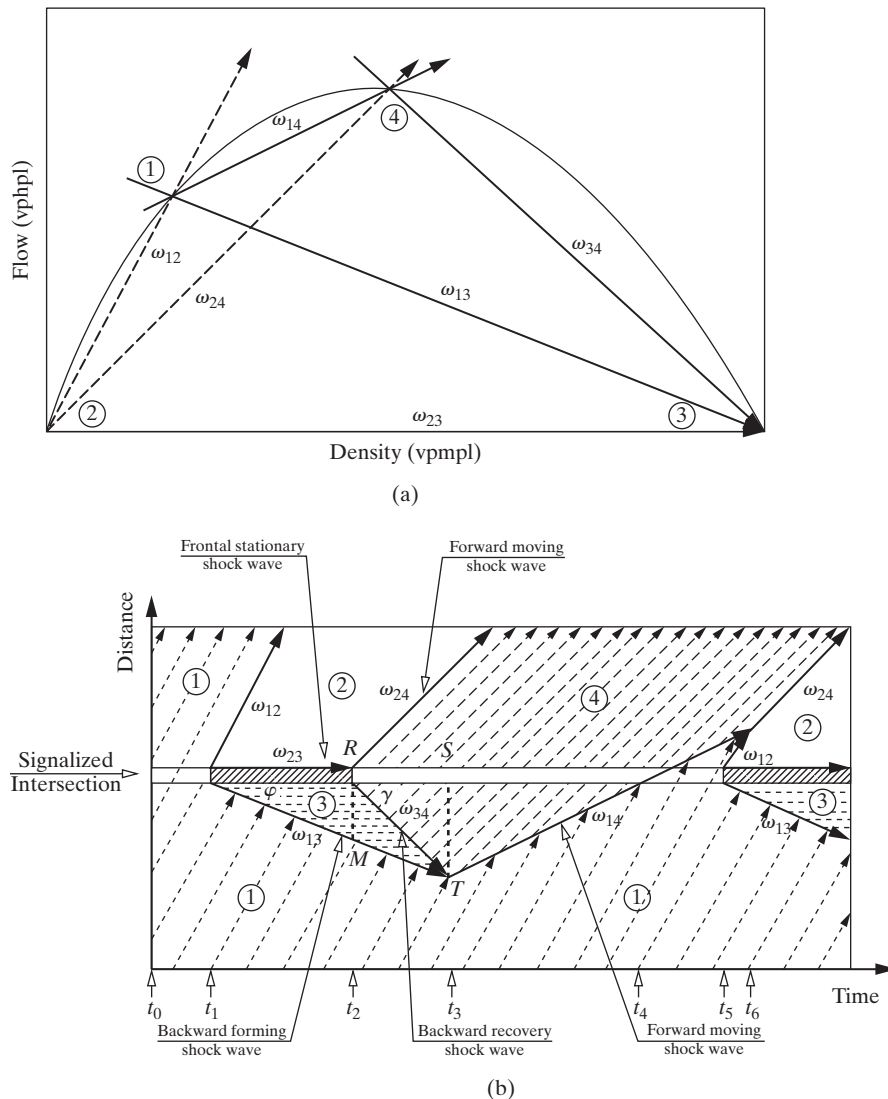 Flow (vphpl)
①
④
ω14
ω12
ω34
ω24
ω13
②
ω23
③
Density (vpmpl)
(a)
Frontal stationary
shock wave
Forward moving
shock wave
Distance
①
②
ω24
④
ω24
ω12
②
ω23
R
S
ω12
Signalized
Intersection
φ
③
γ
ω34
ω13
M
ω14
ω13
③
T
①
①
Time
t0
t1
t2
t3
t4
t5
t6
Backward forming
shock wave
Backward recovery
shock wave
Forward moving
shock wave
(b)